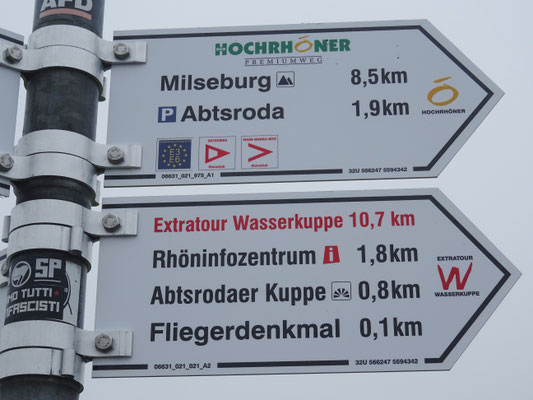 AFD
HOCHRHÖNER
PREMIUMWEG
Milseburg 8,5km
P Abtsroda 1,9km
HOCHRHÖNER
E3
E6
06631_021_975_A1
32U 566247 5594342
Extratour Wasserkuppe 10,7 km
Rhöninfozentrum i 1,8km
Abtsrodaer Kuppe 0,8km
Fliegerdenkmal 0,1km
EXTRATOUR
W
WASSERKUPPE
06631_021_021_A2
32U 566247 5594342
SP
TUTTI
FASCISTI